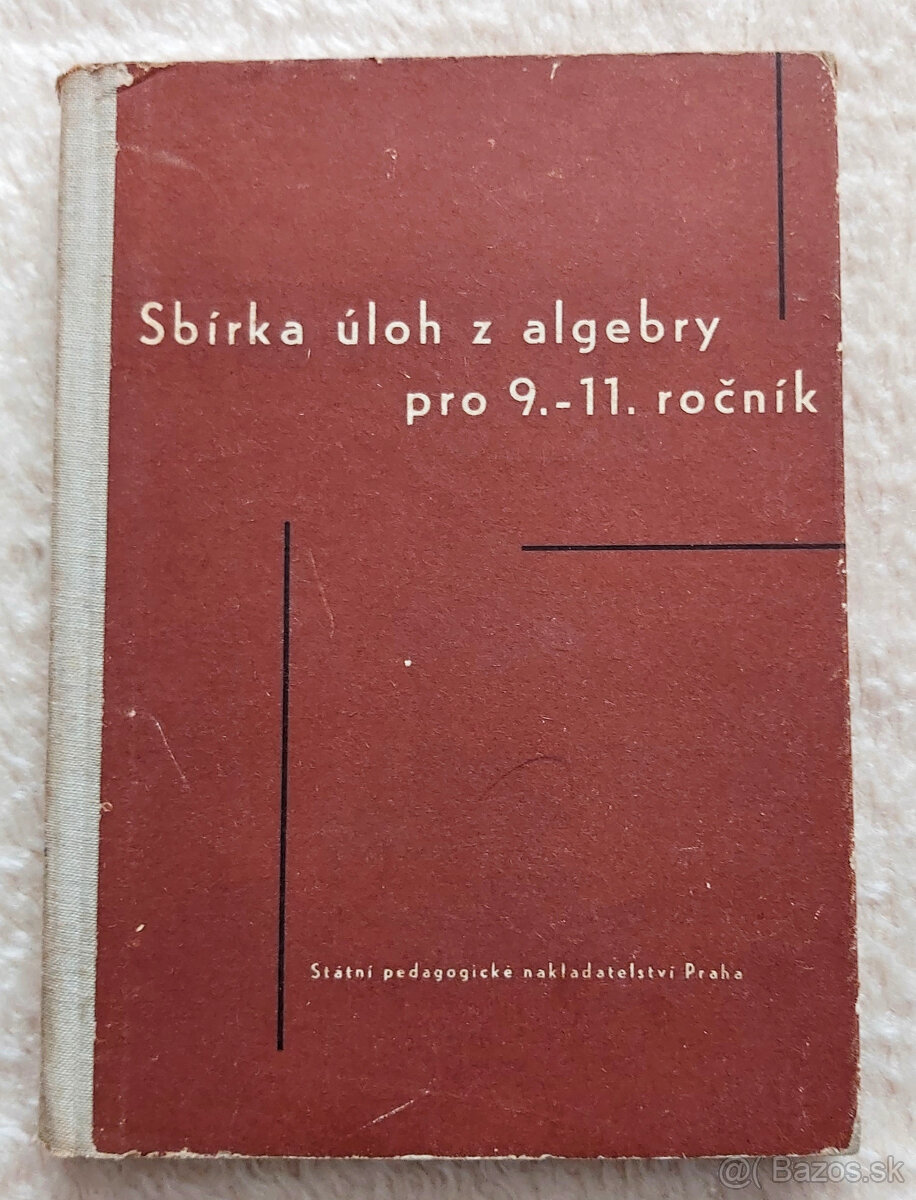 Sbírka úloh z algebry
pro 9.-11. ročník
Státní pedagogické nakladatelství Praha
@( Bazos.sk